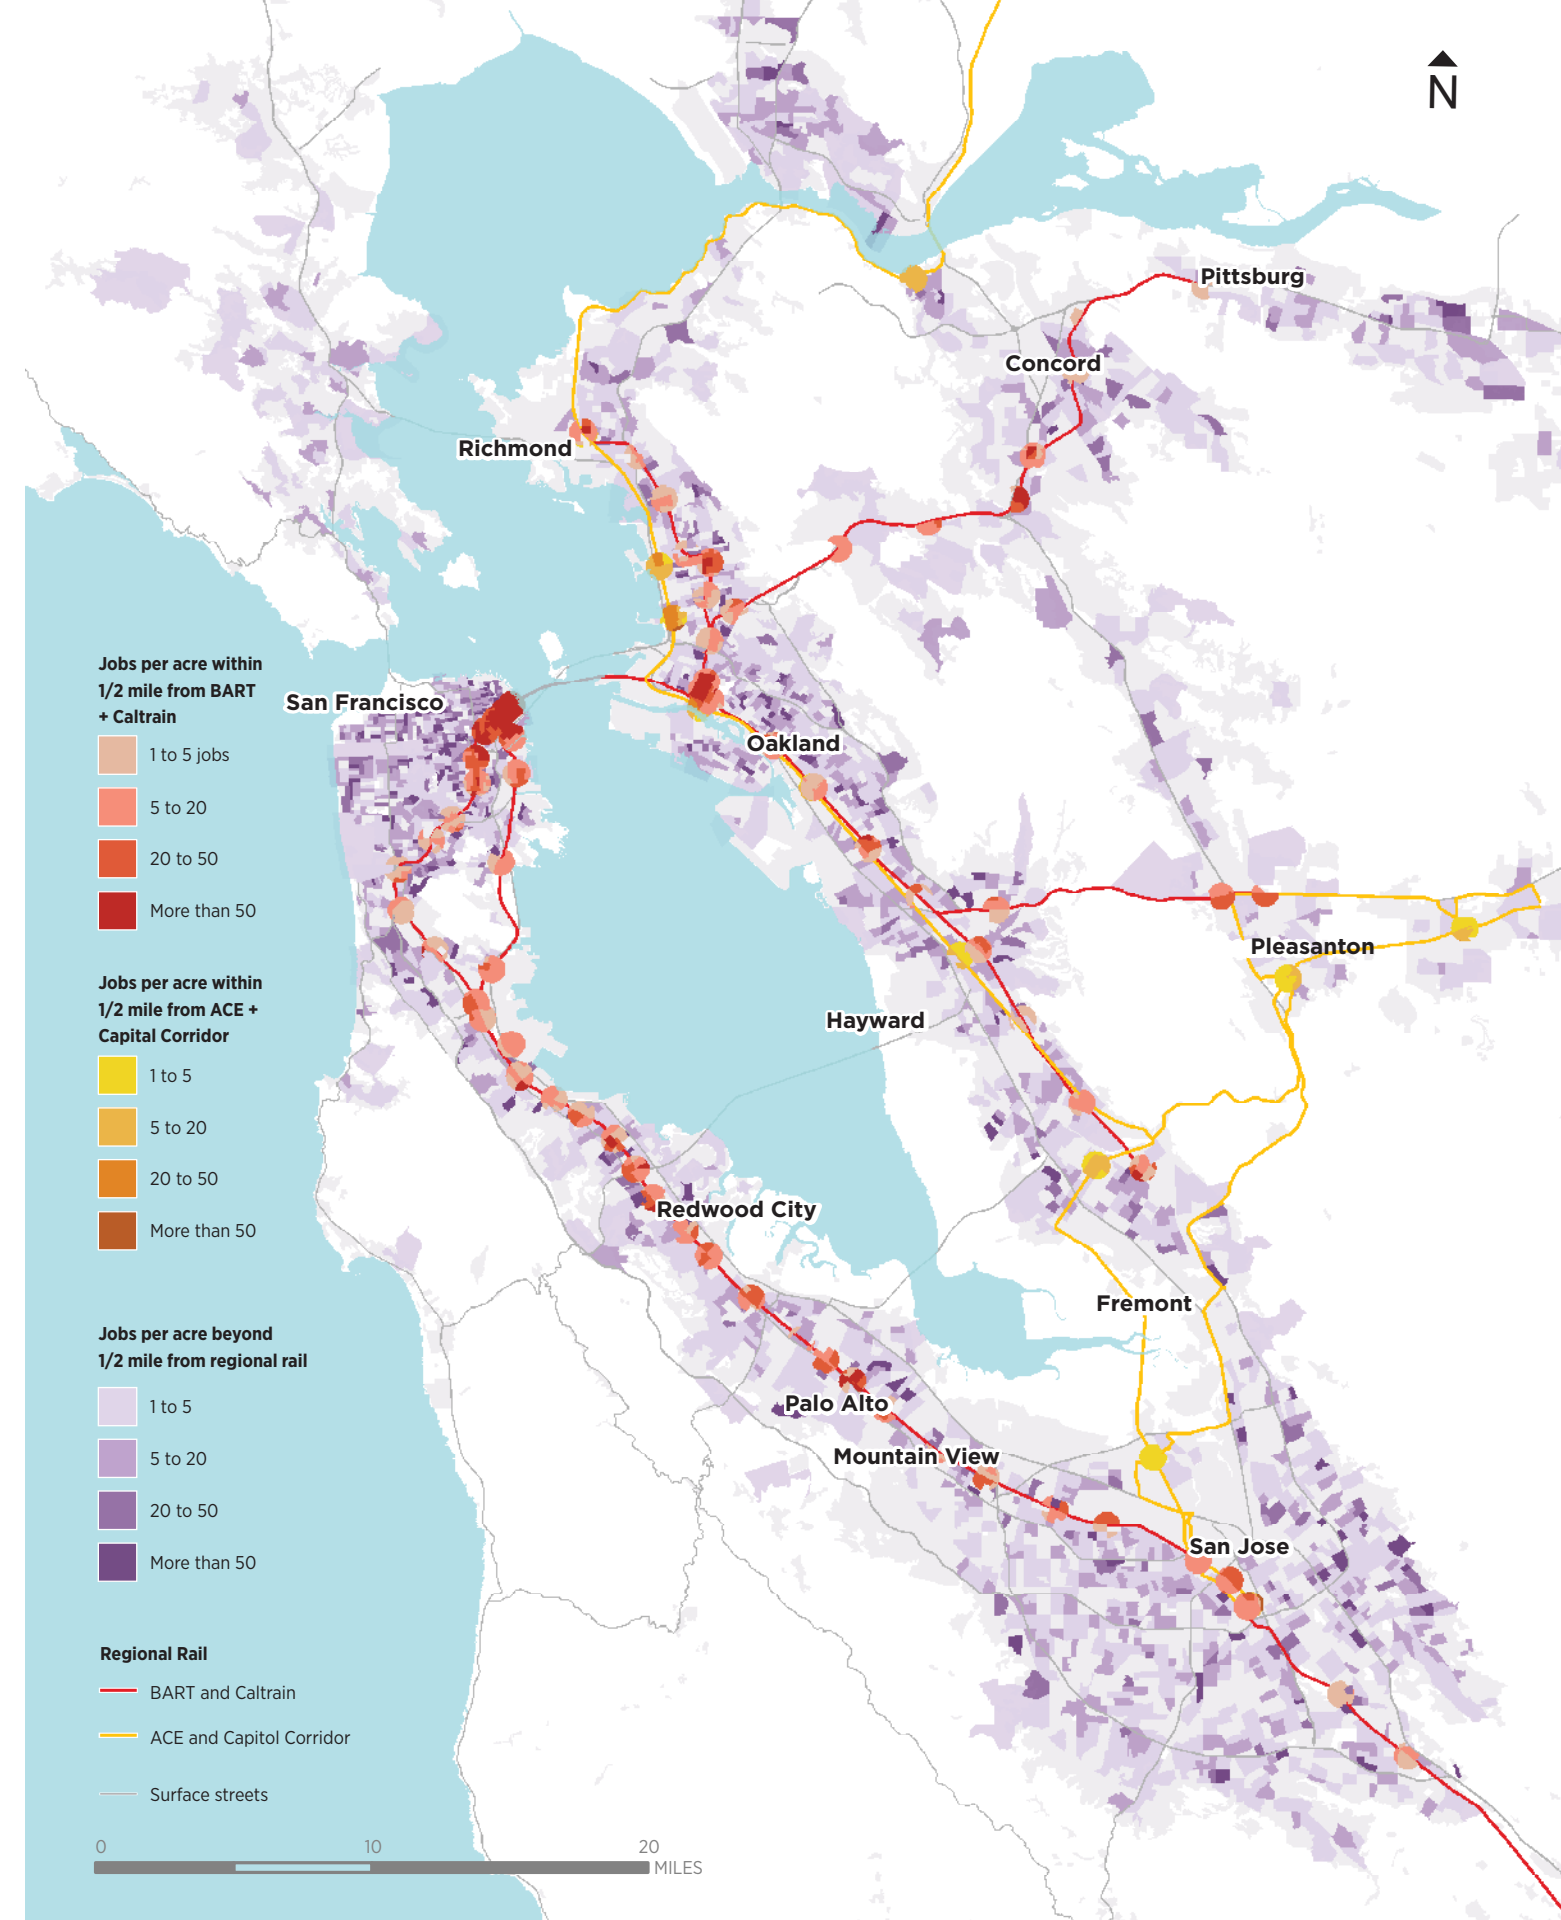 N
Pittsburg
Concord
Richmond
San Francisco
Oakland
Pleasanton
Hayward
Redwood City
Fremont
Palo Alto
Mountain View
San Jose
Jobs per acre within
1/2 mile from BART
+ Caltrain
1 to 5 jobs
5 to 20
20 to 50
More than 50
Jobs per acre within
1/2 mile from ACE +
Capital Corridor
1 to 5
5 to 20
20 to 50
More than 50
Jobs per acre beyond
1/2 mile from regional rail
1 to 5
5 to 20
20 to 50
More than 50
Regional Rail
BART and Caltrain
ACE and Capitol Corridor
Surface streets
0 10 20
MILES